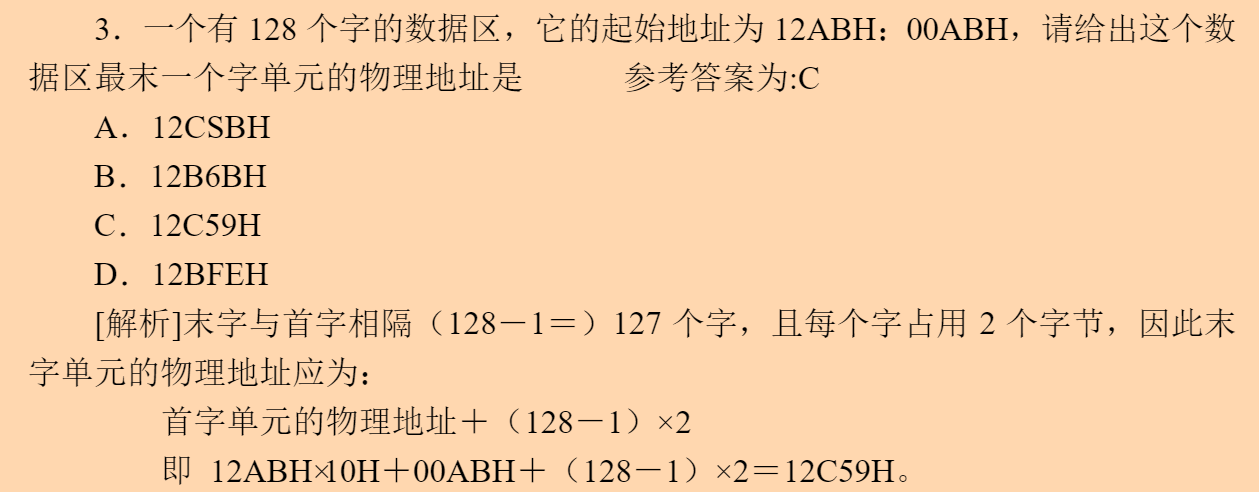 3．一个有 128 个字的数据区，它的起始地址为 12ABH：00ABH，请给出这个数
据区最末一个字单元的物理地址是 参考答案为:C
A．12CSBH
B．12B6BH
C．12C59H
D．12BFEH
[解析]末字与首字相隔（128－1＝）127 个字，且每个字占用 2 个字节，因此末
字单元的物理地址应为：
首字单元的物理地址＋（128－1）×2
即 12ABH×10H＋00ABH＋（128－1）×2＝12C59H。